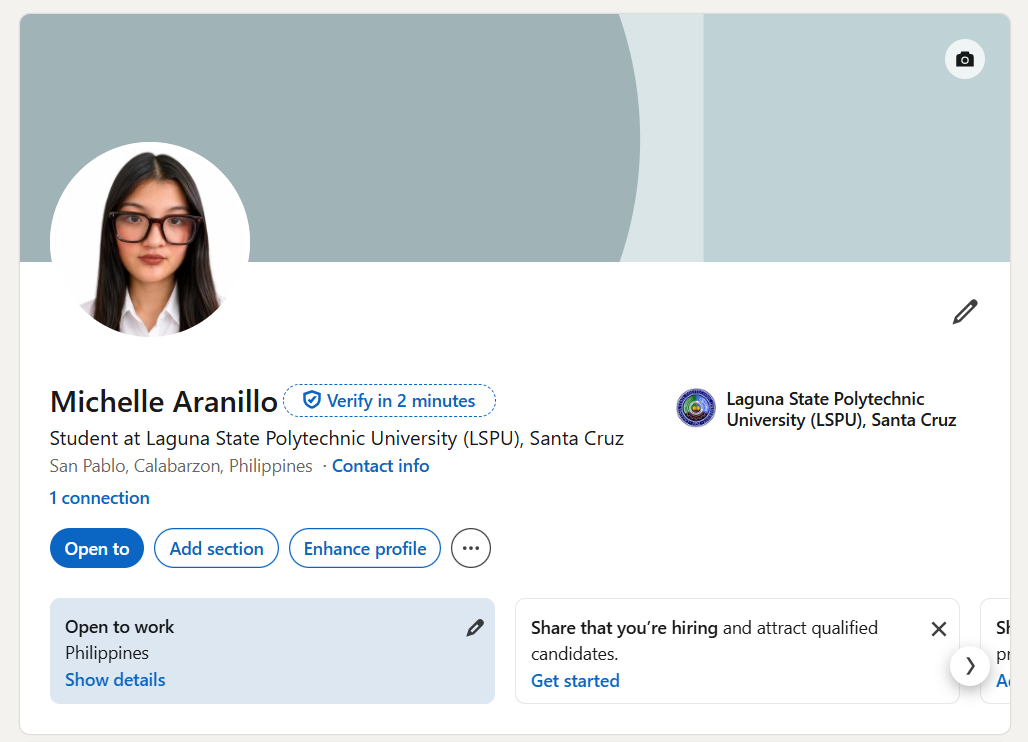 Michelle Aranillo
Verify in 2 minutes
Student at Laguna State Polytechnic University (LSPU), Santa Cruz
San Pablo, Calabarzon, Philippines · Contact info
1 connection
Laguna State Polytechnic
University (LSPU), Santa Cruz
Open to
Add section
Enhance profile
Open to work
Philippines
Show details
Share that you’re hiring and attract qualified
candidates.
Get started